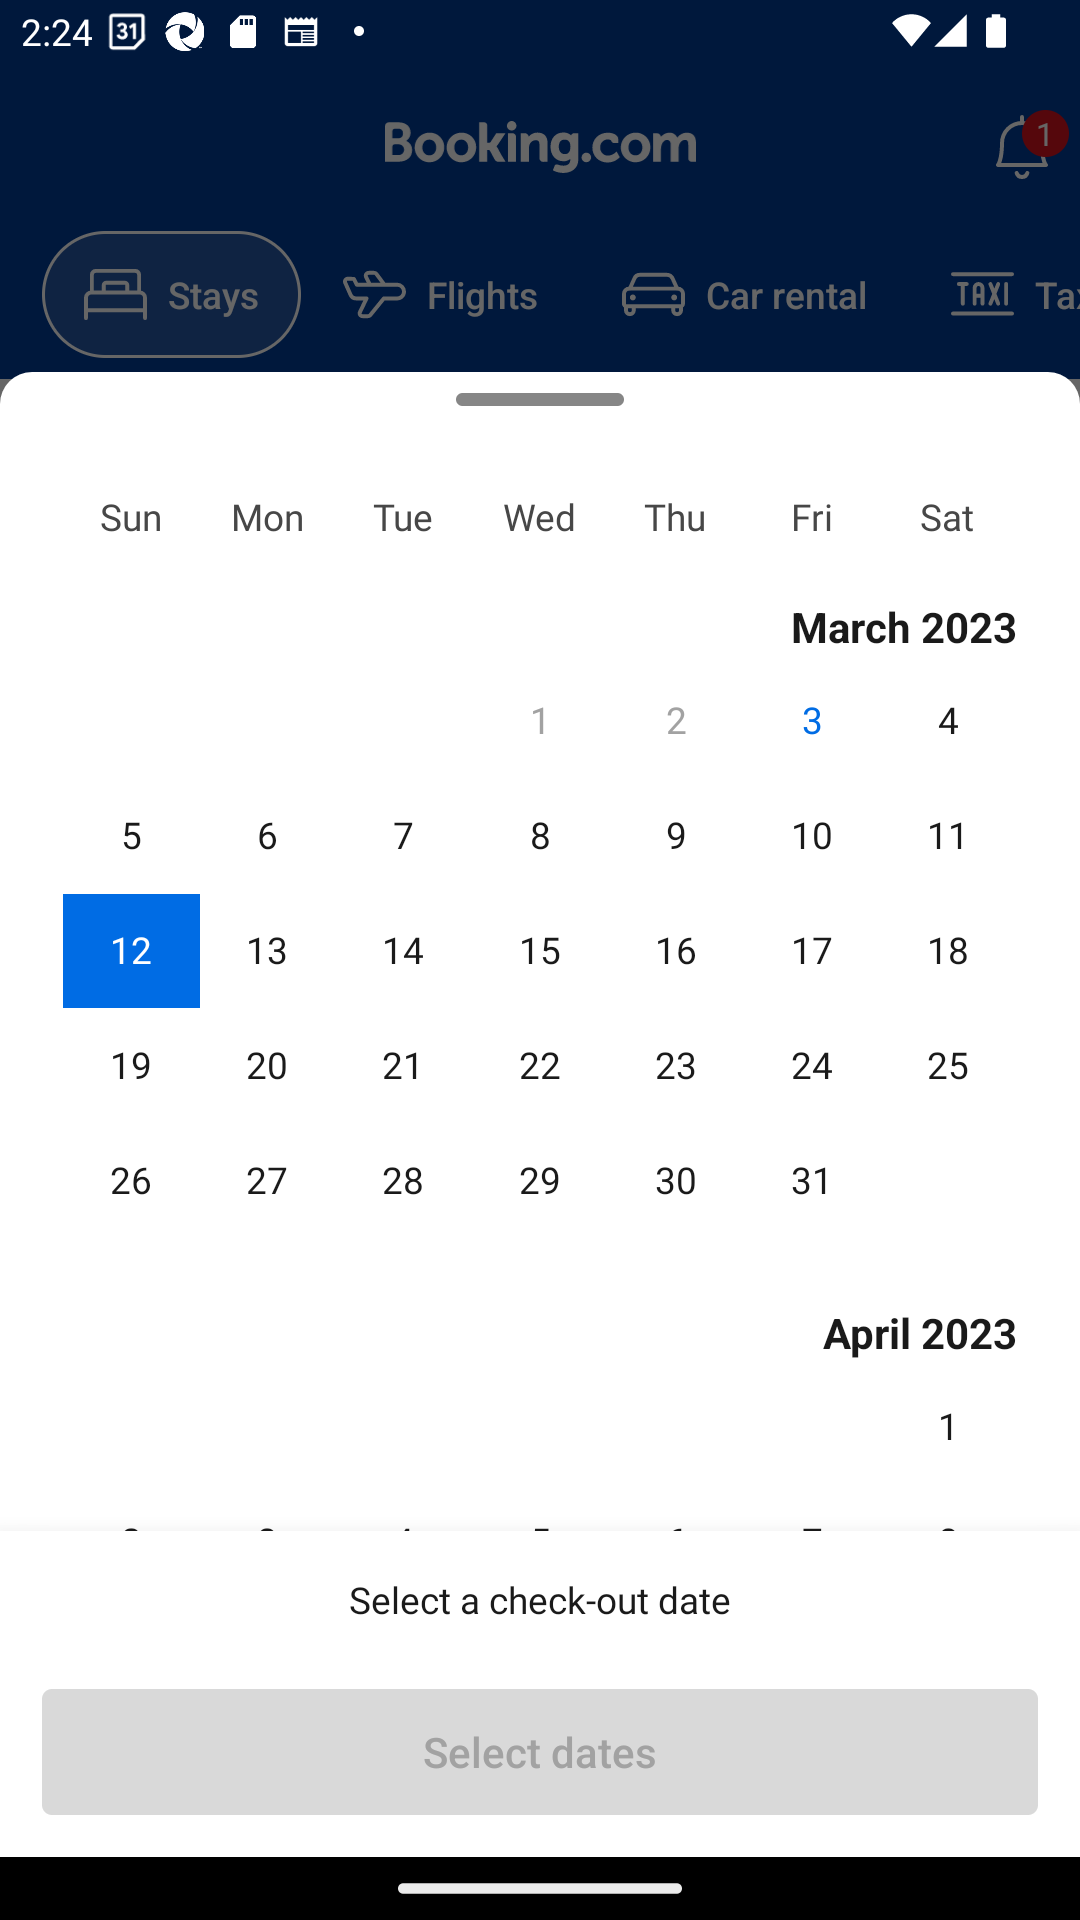 2:24 31
Booking.com
1
Stays Flights Car rental TAXI Tax
Sun Mon Tue Wed Thu Fri Sat
March 2023
1 2 3 4
5 6 7 8 9 10 11
12 13 14 15 16 17 18
19 20 21 22 23 24 25
26 27 28 29 30 31
April 2023
1
Select a check-out date
Select dates